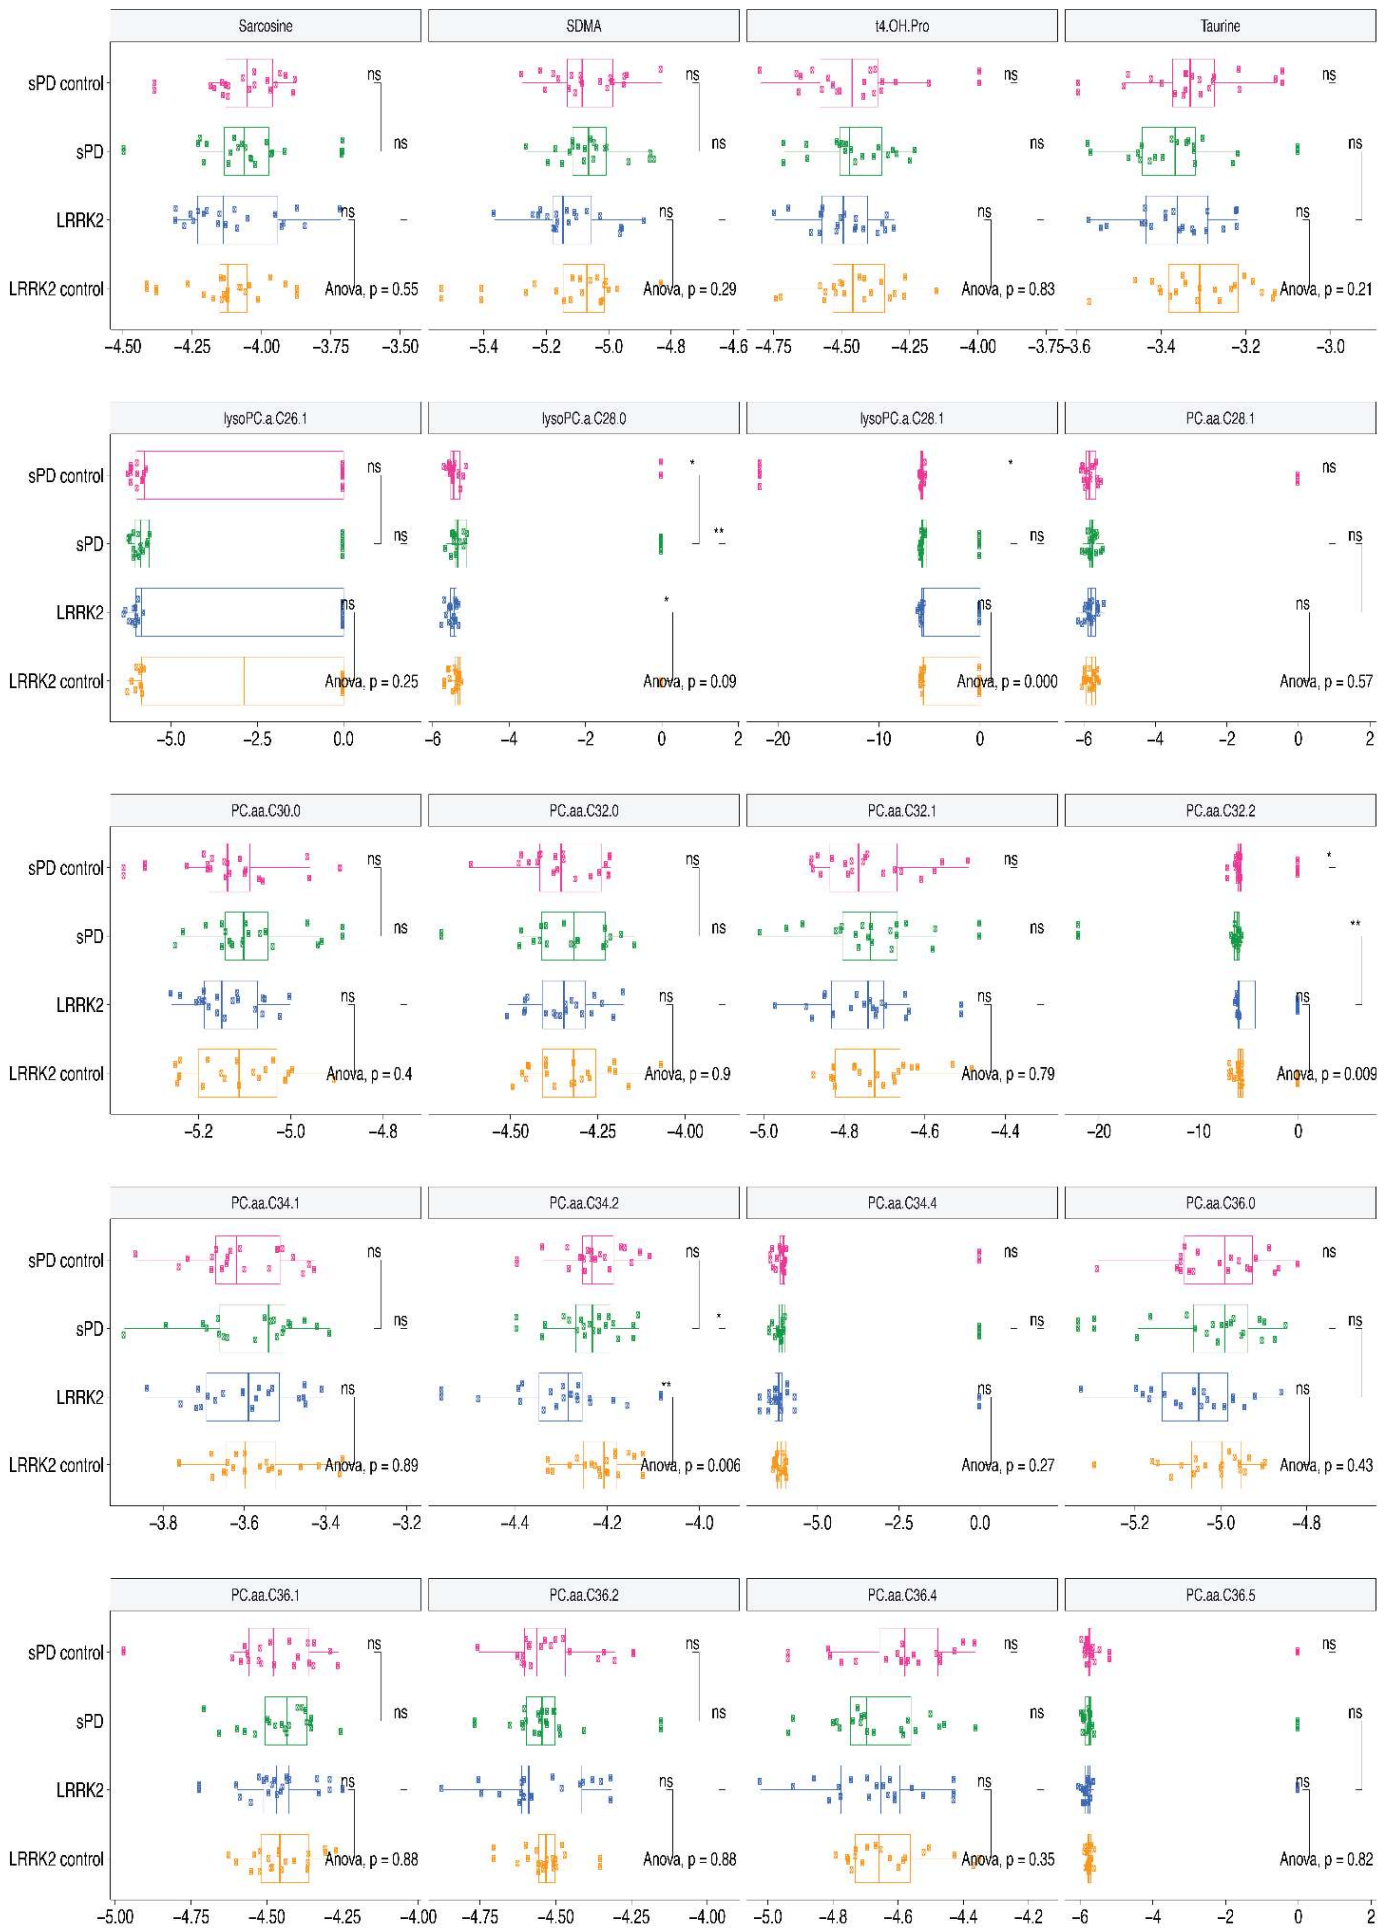 Sarcosine SDMA t4.OH.Pro Taurine
sPD control ns ns ns ns
sPD ns ns ns ns
LRRK2 ns ns ns ns
LRRK2 control Anova, p = 0.55 Anova, p = 0.29 Anova, p = 0.83 Anova, p = 0.21
−4.50 −4.25 −4.00 −3.75 −3.50 −5.4 −5.2 −5.0 −4.8 −4.6 −4.75 −4.50 −4.25 −4.00 −3.75 −3.6 −3.4 −3.2 −3.0
lysoPC.a.C26.1 lysoPC.a.C28.0 lysoPC.a.C28.1 PC.aa.C28.1
sPD control ns * * ns
sPD ns ** ns ns
LRRK2 ns * ns ns
LRRK2 control Anova, p = 0.25 Anova, p = 0.09 Anova, p = 0.000 Anova, p = 0.57
−5.0 −2.5 0.0 −6 −4 −2 0 2 −20 −10 0 −6 −4 −2 0 2
PC.aa.C30.0 PC.aa.C32.0 PC.aa.C32.1 PC.aa.C32.2
sPD control ns ns ns *
sPD ns ns ns **
LRRK2 ns ns ns ns
LRRK2 control Anova, p = 0.4 Anova, p = 0.9 Anova, p = 0.79 Anova, p = 0.009
−5.2 −5.0 −4.8 −4.50 −4.25 −4.00 −5.0 −4.8 −4.6 −4.4 −20 −10 0
PC.aa.C34.1 PC.aa.C34.2 PC.aa.C34.4 PC.aa.C36.0
sPD control ns ns ns ns
sPD ns * ns ns
LRRK2 ns ** ns ns
LRRK2 control Anova, p = 0.89 Anova, p = 0.006 Anova, p = 0.27 Anova, p = 0.43
−3.8 −3.6 −3.4 −3.2 −4.4 −4.2 −4.0 −5.0 −2.5 0.0 −5.2 −5.0 −4.8
PC.aa.C36.1 PC.aa.C36.2 PC.aa.C36.4 PC.aa.C36.5
sPD control ns ns ns ns
sPD ns ns ns ns
LRRK2 ns ns ns ns
LRRK2 control Anova, p = 0.88 Anova, p = 0.88 Anova, p = 0.35 Anova, p = 0.82
−5.00 −4.75 −4.50 −4.25 −4.00 −4.75 −4.50 −4.25 −4.00 −5.0 −4.8 −4.6 −4.4 −4.2 −6 −4 −2 0 2